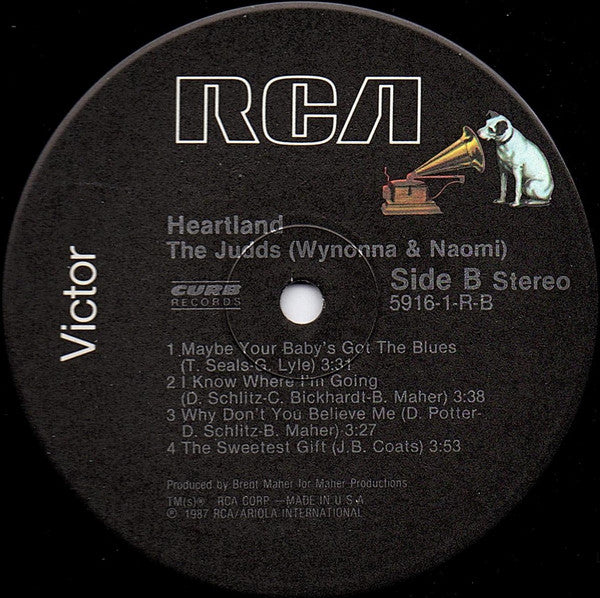 RCA
Victor
Heartland
The Judds (Wynonna & Naomi)
CURB
RECORDS
Side B Stereo
5916-1-R-B
1 Maybe Your Baby's Got The Blues
(T. Seals-G. Lyle) 3:31
2 I Know Where I'm Going
(D. Schlitz-C. Bickhardt-B. Maher) 3:38
3 Why Don't You Believe Me (D. Potter-
D. Schlitz-B. Maher) 3:27
4 The Sweetest Gift (J.B. Coats) 3:53
Produced by Brent Maher for Maher Productions
TM(s)® RCA CORP —MADE IN U.S.A
℗ 1987 RCA/ARIOLA INTERNATIONAL